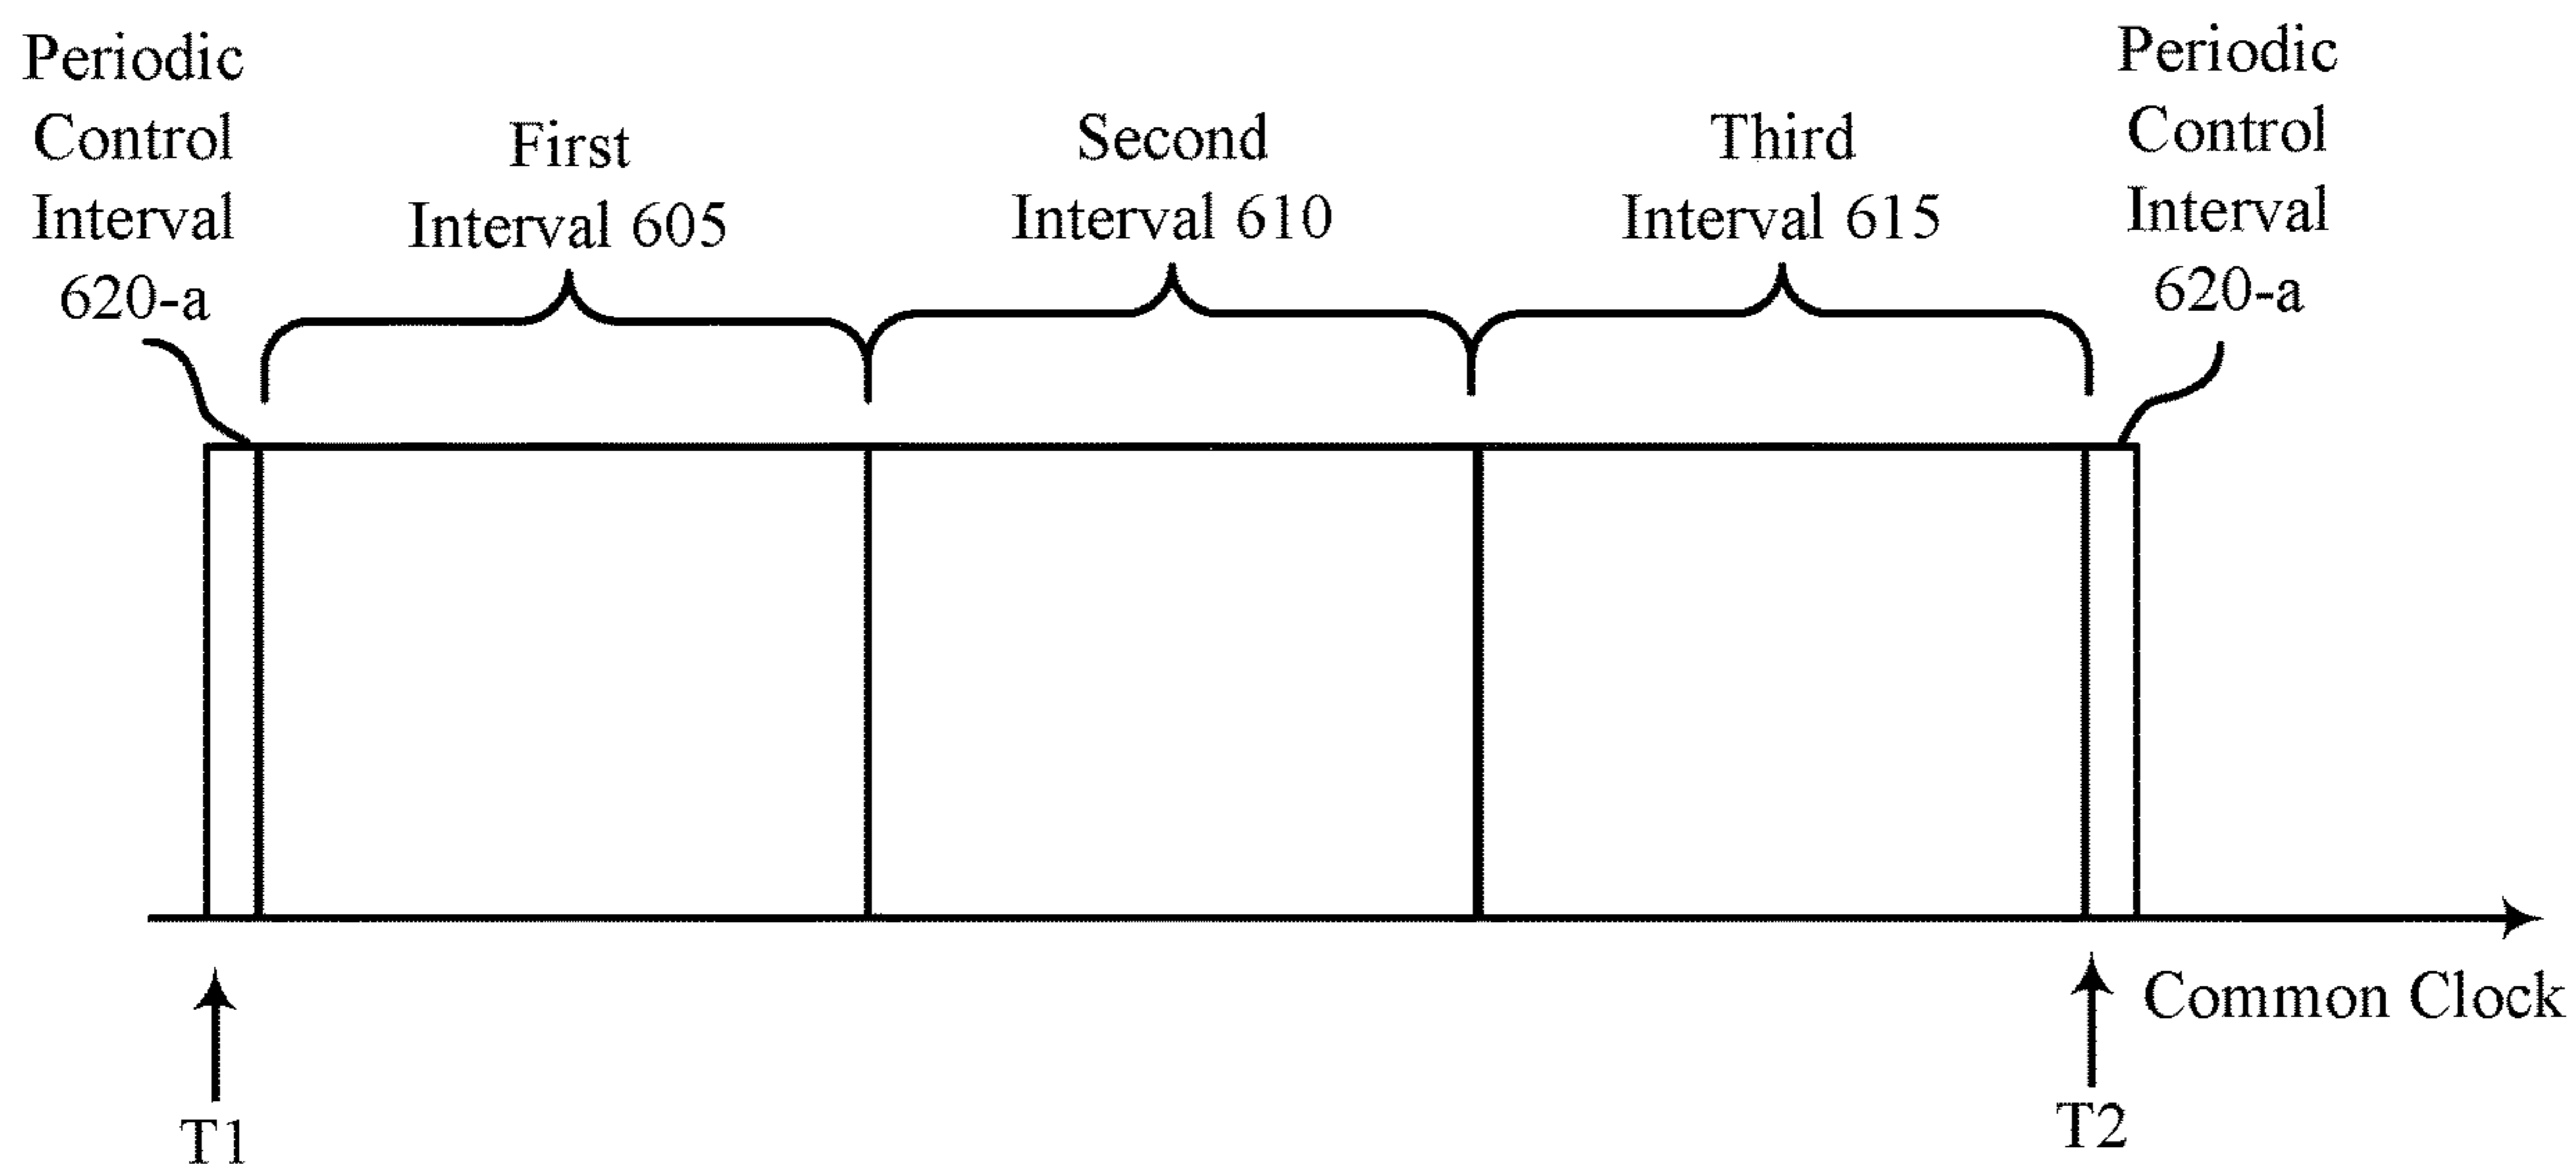 Periodic
Control
Interval
620-a
First
Interval 605
Second
Interval 610
Third
Interval 615
Periodic
Control
Interval
620-a
Common Clock
T1
T2